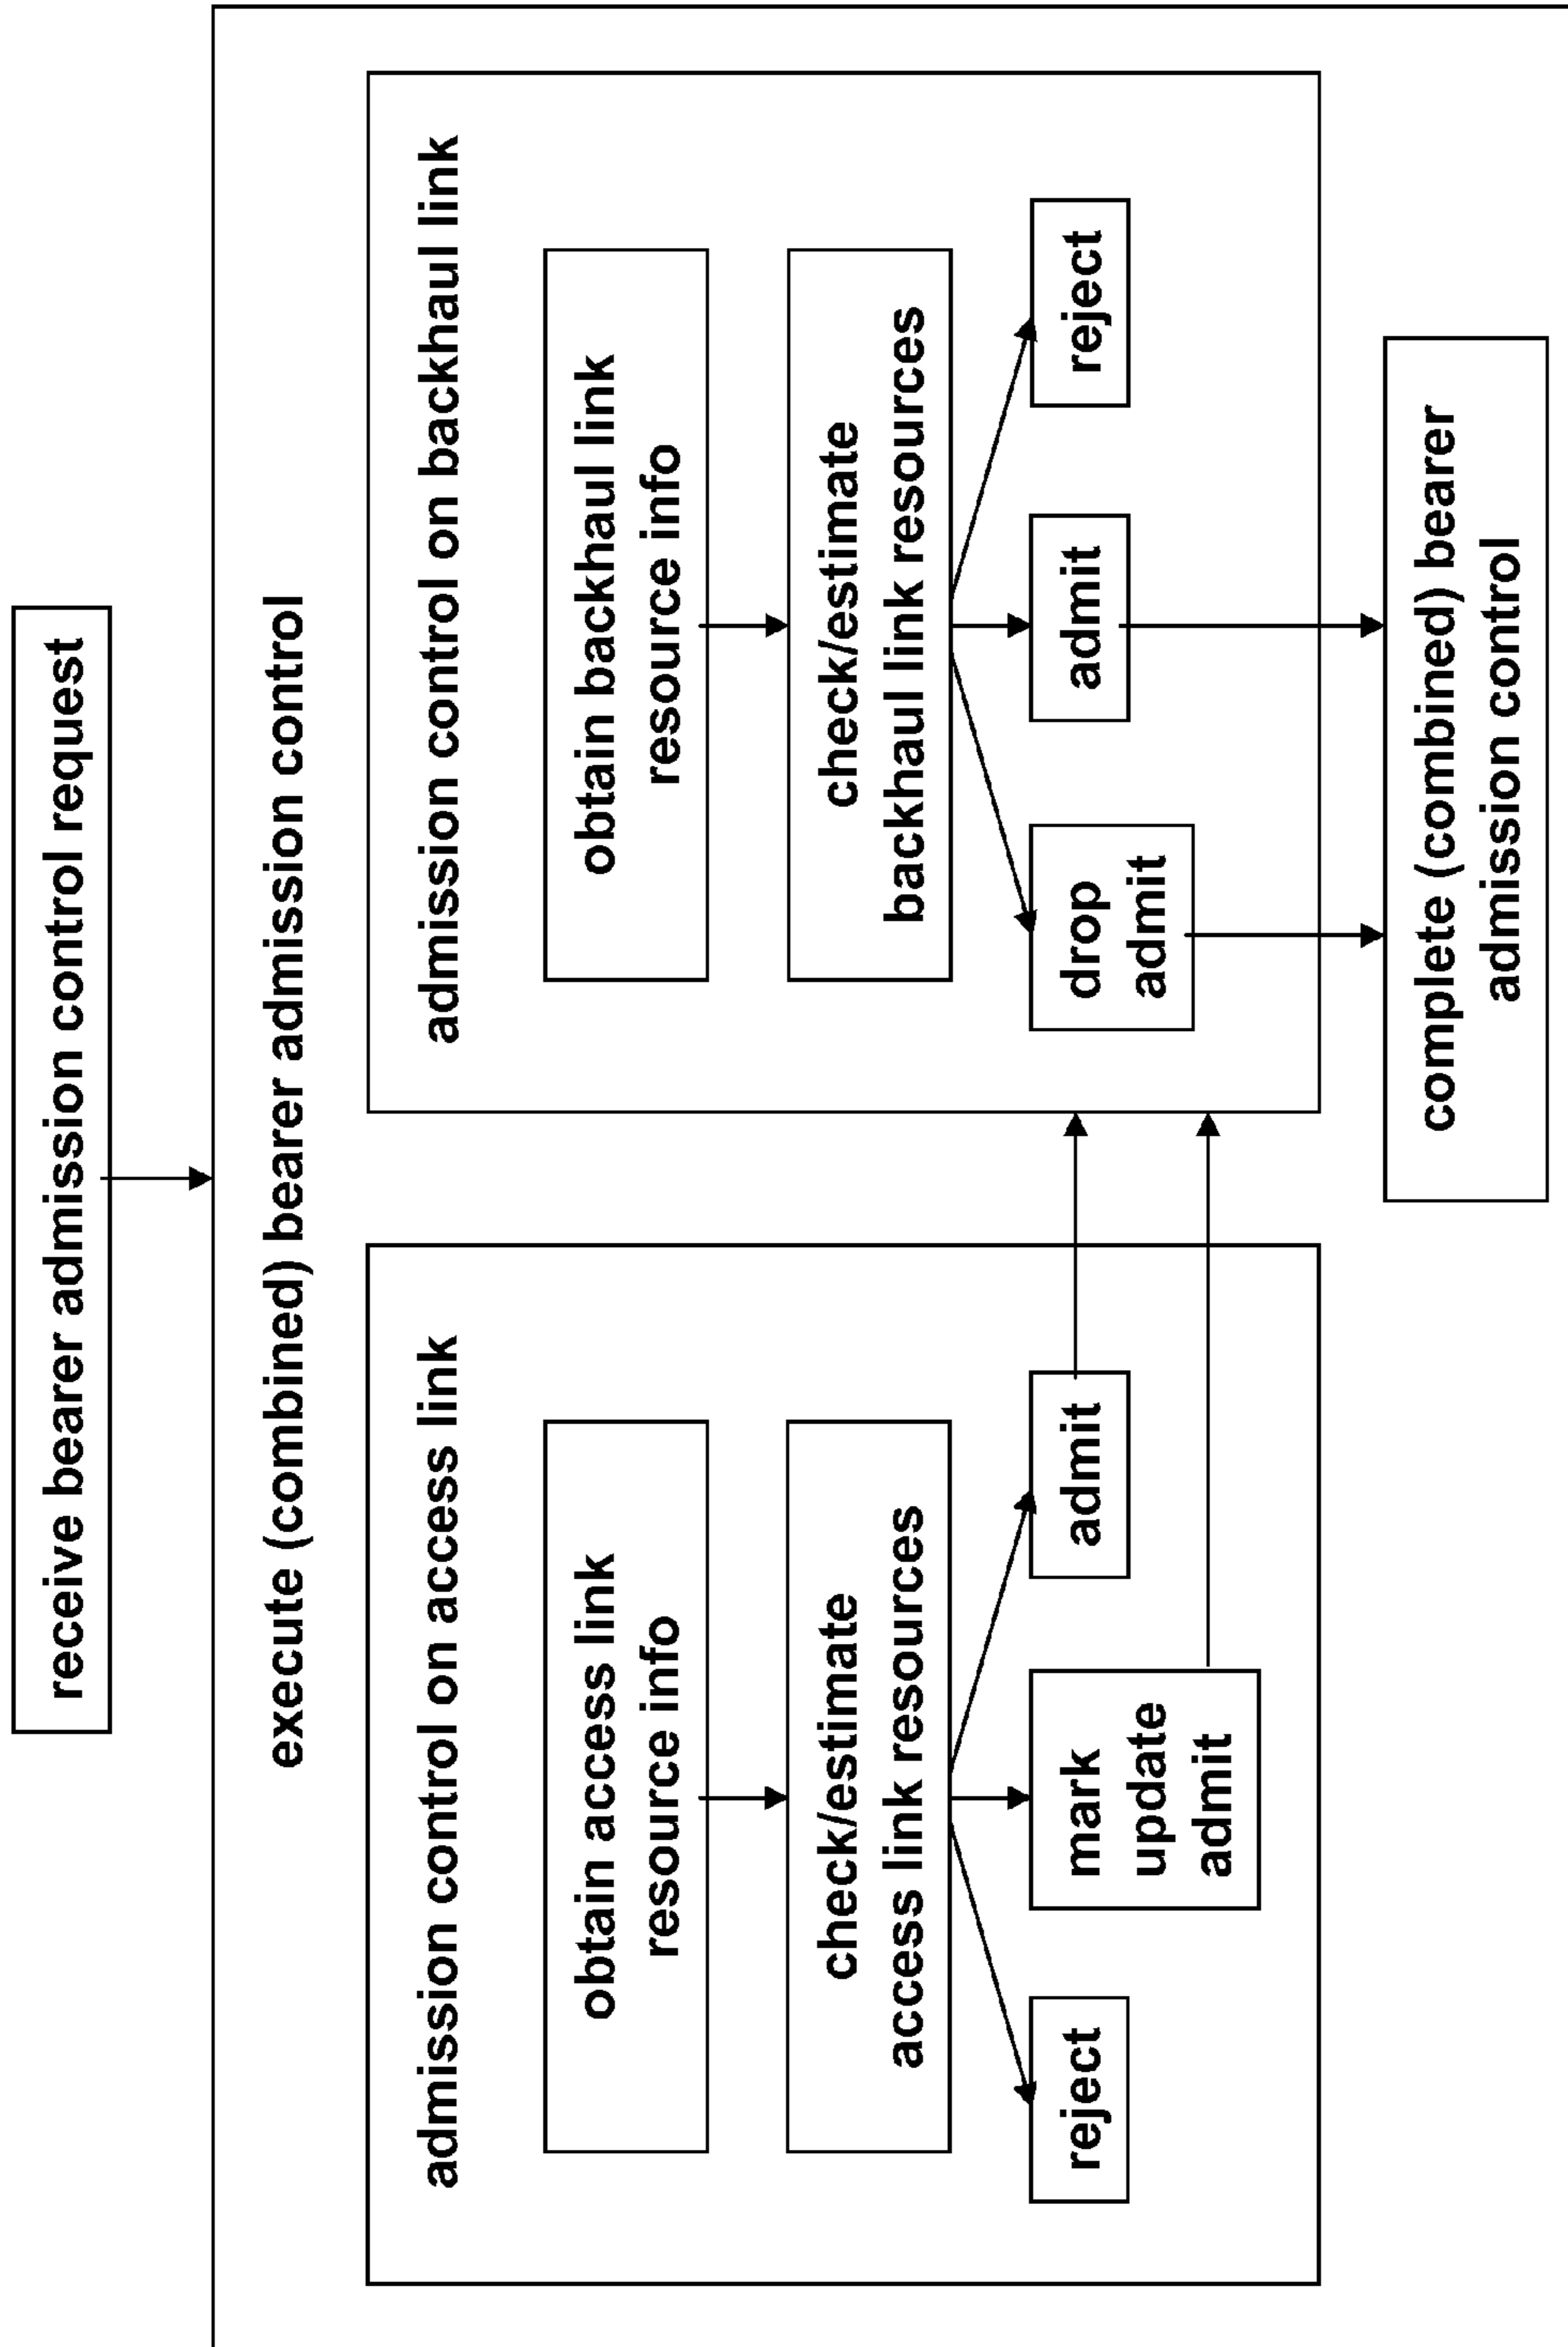 receive bearer admission control request
execute (combined) bearer admission control
admission control on access link
obtain access link
resource info
check/estimate
access link resources
reject
mark
update
admit
admit
admission control on backhaul link
obtain backhaul link
resource info
check/estimate
backhaul link resources
drop
admit
admit
reject
complete (combined) bearer
admission control